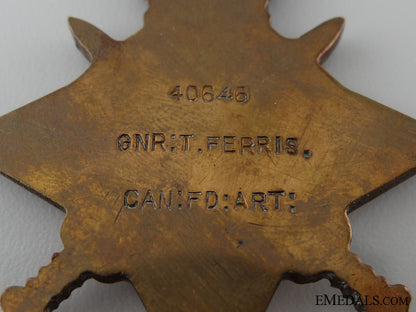 40646
GNR:T.FERRIS.
CAN:FD:ART:
EMEDALS.COM